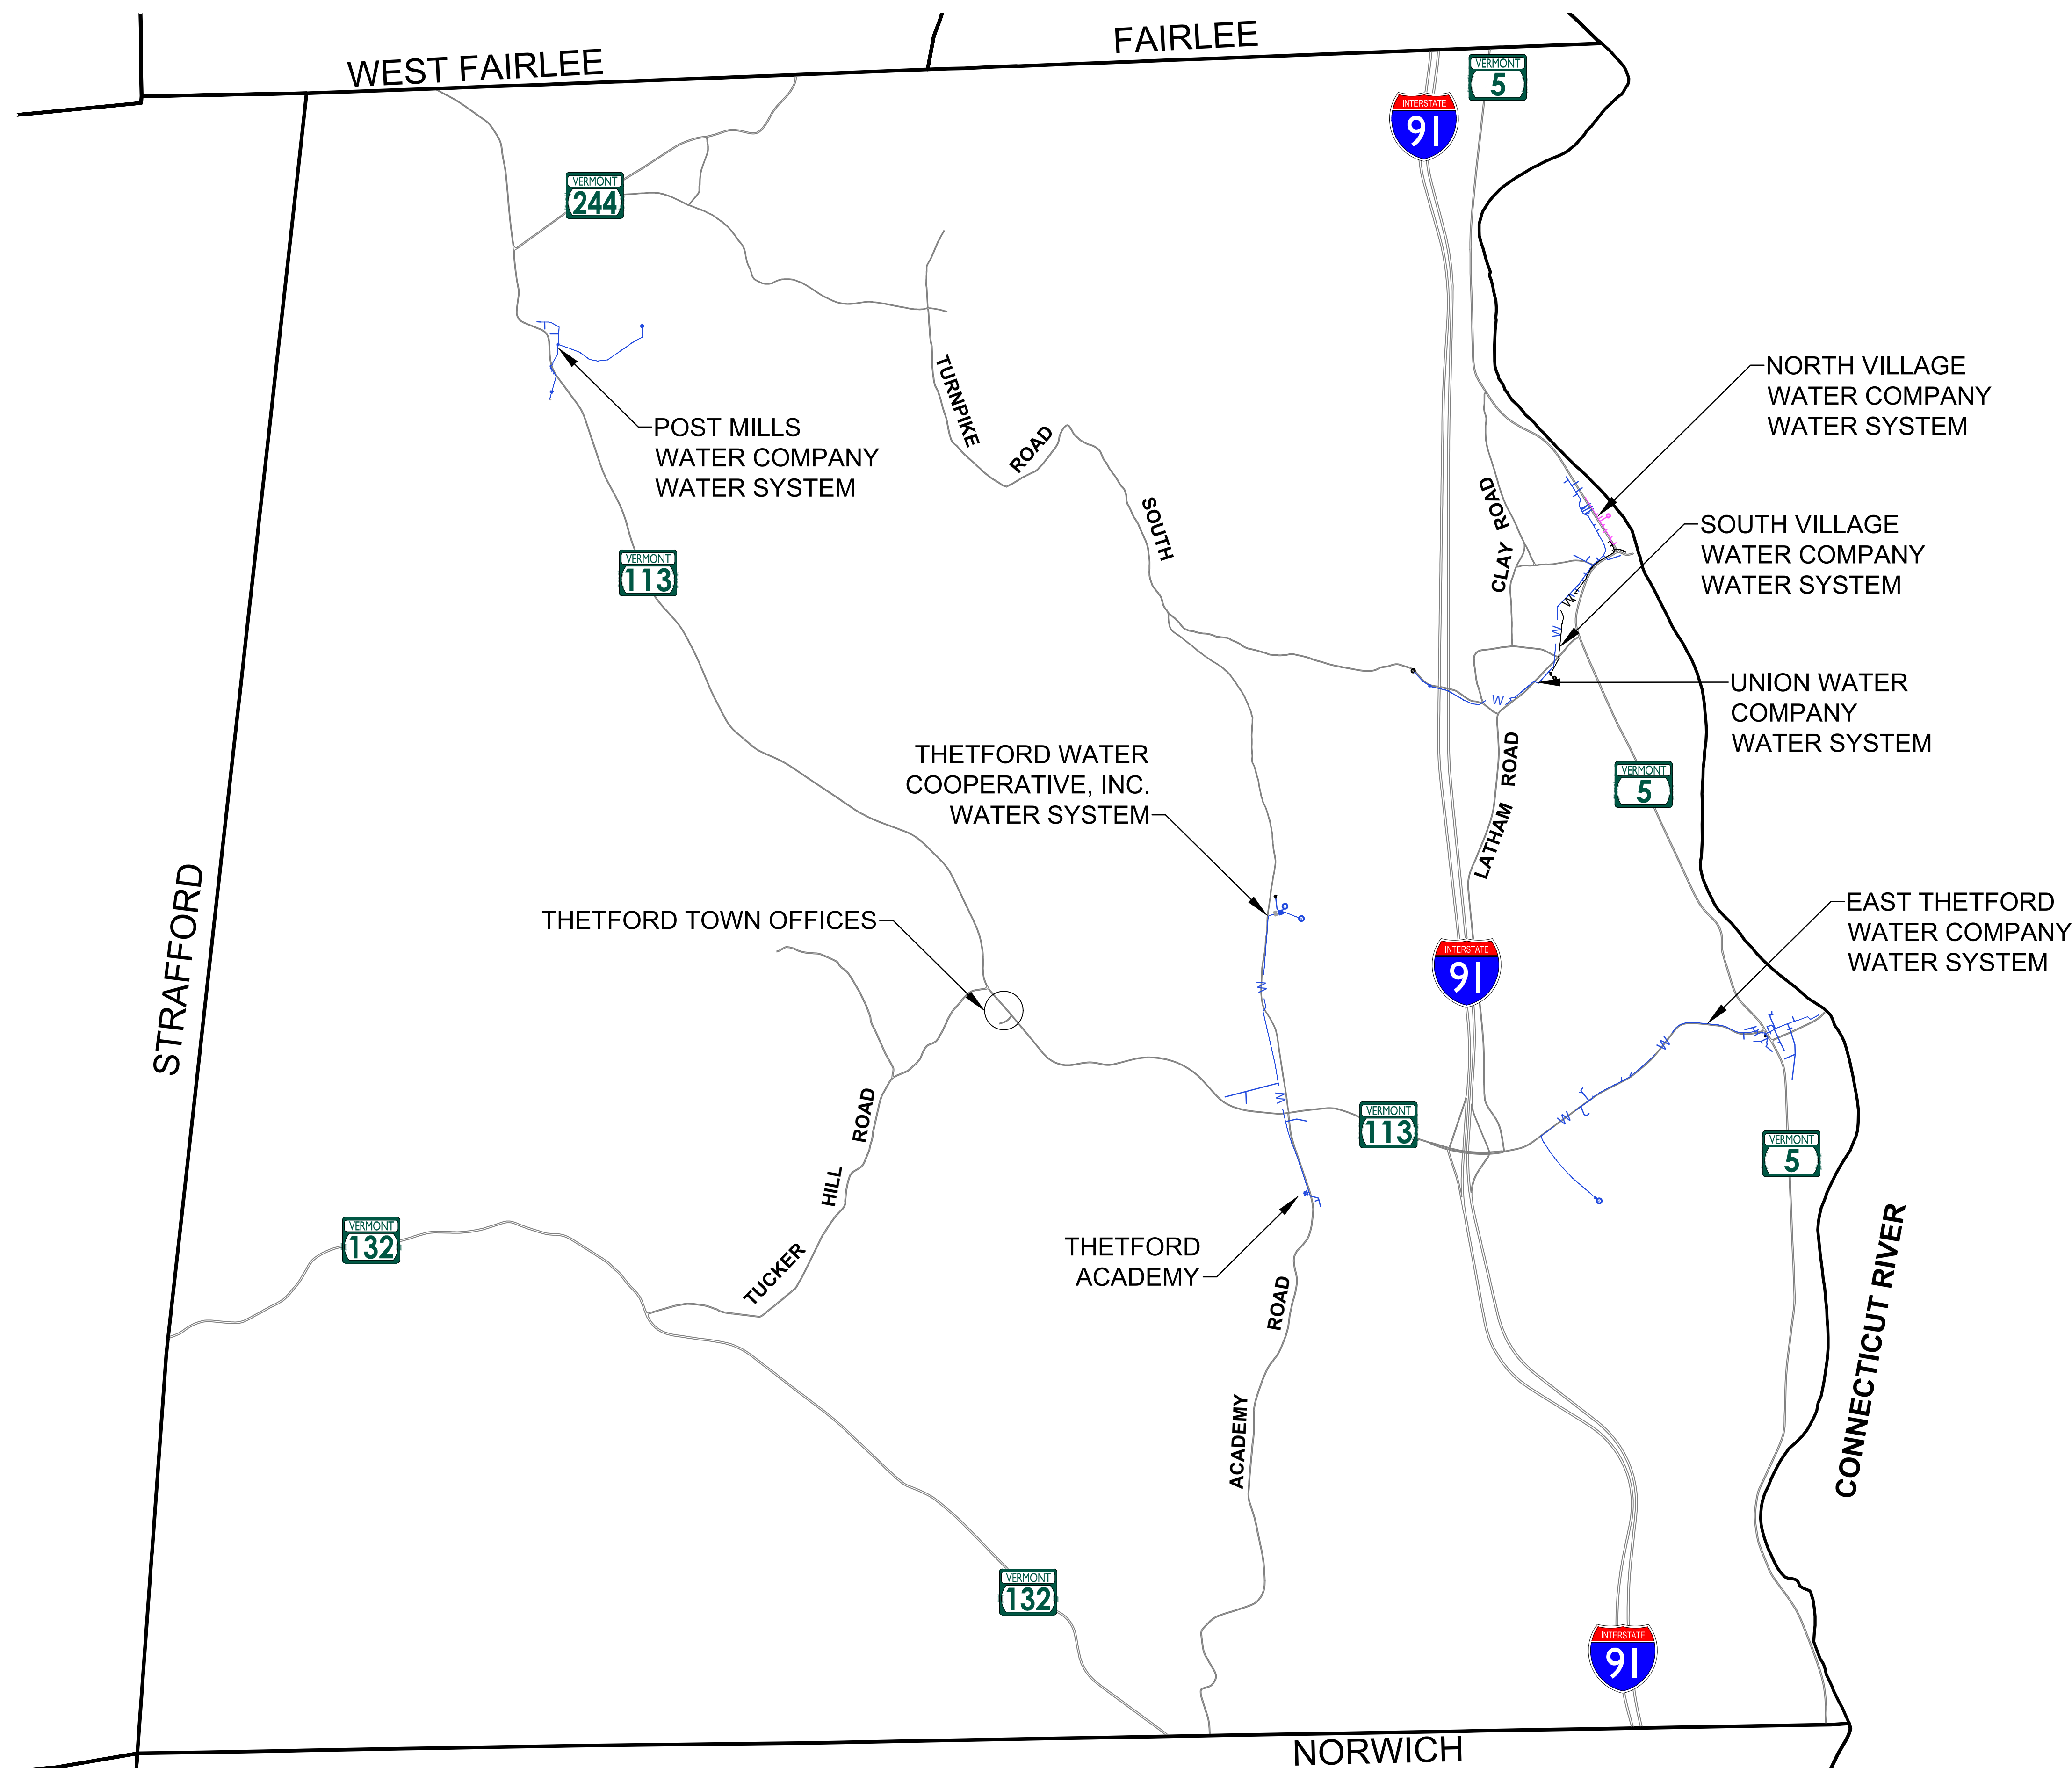 WEST FAIRLEE
FAIRLEE
VERMONT
5
INTERSTATE
91
VERMONT
244
NORTH VILLAGE
WATER COMPANY
WATER SYSTEM
TURNPIKE
ROAD
POST MILLS
WATER COMPANY
WATER SYSTEM
SOUTH
CLAY ROAD
SOUTH VILLAGE
WATER COMPANY
WATER SYSTEM
VERMONT
113
W
W
UNION WATER
COMPANY
WATER SYSTEM
W
THETFORD WATER
COOPERATIVE, INC.
WATER SYSTEM
LATHAM ROAD
VERMONT
5
STRAFFORD
THETFORD TOWN OFFICES
EAST THETFORD
WATER COMPANY
WATER SYSTEM
INTERSTATE
91
W
W
W
W
W
VERMONT
113
TUCKER HILL ROAD
VERMONT
5
VERMONT
132
THETFORD
ACADEMY
ACADEMY ROAD
CONNECTICUT RIVER
VERMONT
132
INTERSTATE
91
NORWICH